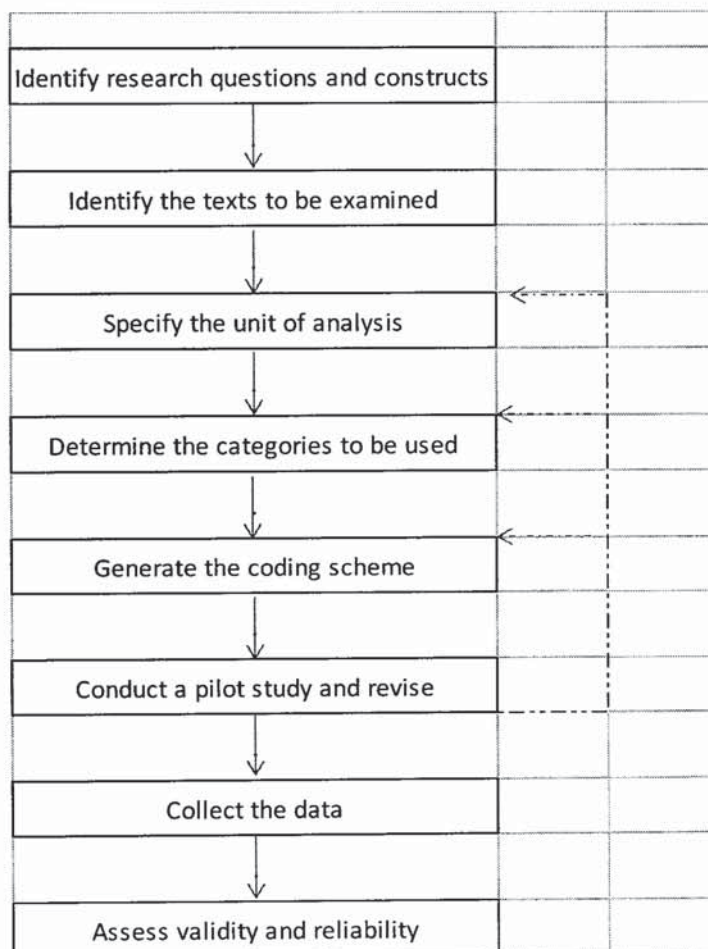 Identify research questions and constructs
Identify the texts to be examined
Specify the unit of analysis
Determine the categories to be used
Generate the coding scheme
Conduct a pilot study and revise
Collect the data
Assess validity and reliability